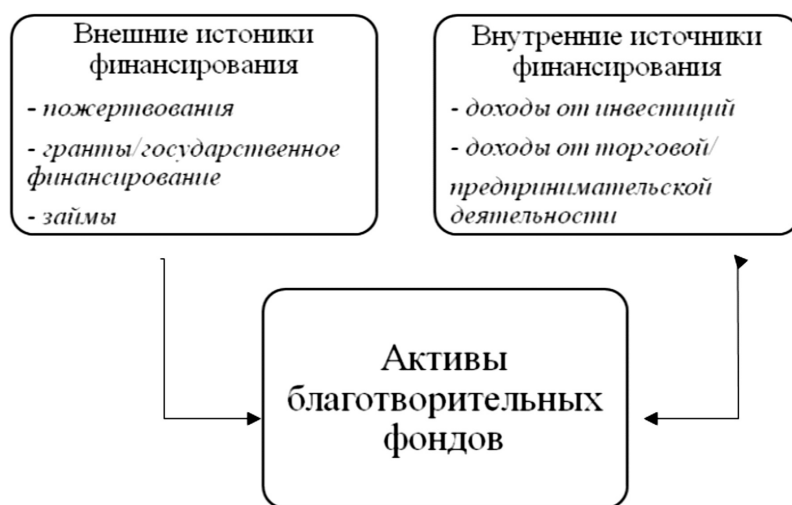 Внешние истоники
финансирования
- пожертвования
- гранты/государственное
финансирование
- займы
Внутренние источники
финансирования
- доходы от инвестиций
- доходы от торговой/
предпринимательской
деятельности
Активы
благотворительных
фондов